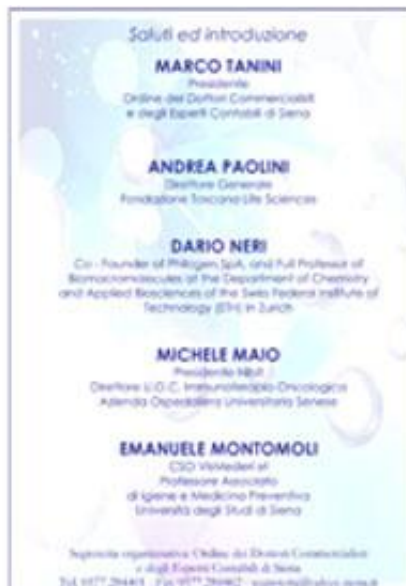 Saluti ed introduzione
MARCO TANINI
Presidente
Ordine dei Dottori Commercialisti
e degli Esperti Contabili di Siena
ANDREA PAOLINI
Direttore Generale
Fondazione Toscana Life Sciences
DARIO NERI
Co - Founder of Philogen SpA, and Full Professor of
Biomacromolecules at the Department of Chemistry
and Applied Biosciences of the Swiss Federal Institute of
Technology (ETH) in Zurich
MICHELE MAIO
Presidente Nibit
Direttore U.O.C. Immunoterapia Oncologica
Azienda Ospedaliera Universitaria Senese
EMANUELE MONTOMOLI
CSO VisMederi srl
Professore Associato
di Igiene e Medicina Preventiva
Università degli Studi di Siena
Segreteria organizzativa: Ordine dei Dottori Commercialisti
e degli Esperti Contabili di Siena
Tel. 0577 Fax 0577